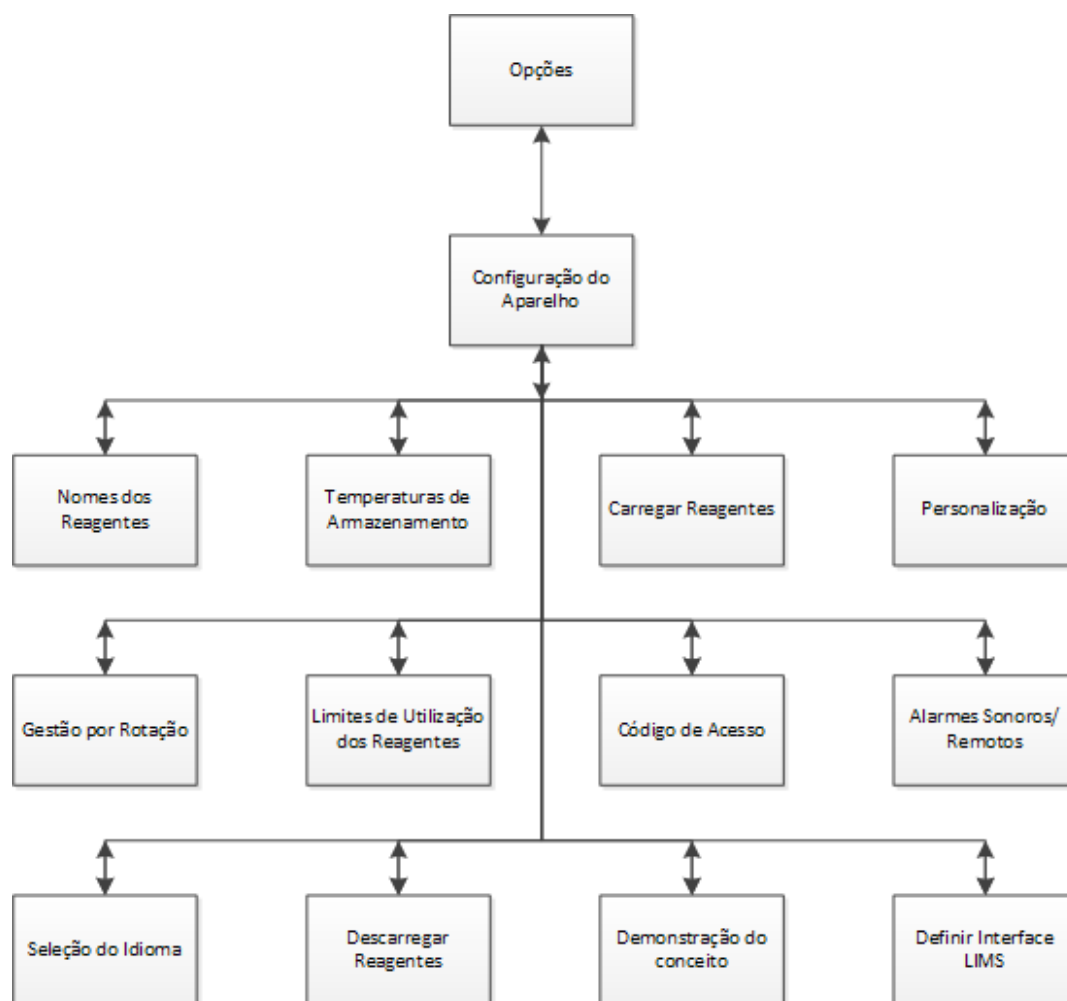 Opções
Configuração do
Aparelho
Nomes dos
Reagentes
Temperaturas de
Armazenamento
Carregar Reagentes
Personalização
Gestão por Rotação
Limites de Utilização
dos Reagentes
Código de Acesso
Alarmes Sonoros/
Remotos
Seleção do Idioma
Descarregar
Reagentes
Demonstração do
conceito
Definir Interface
LIMS